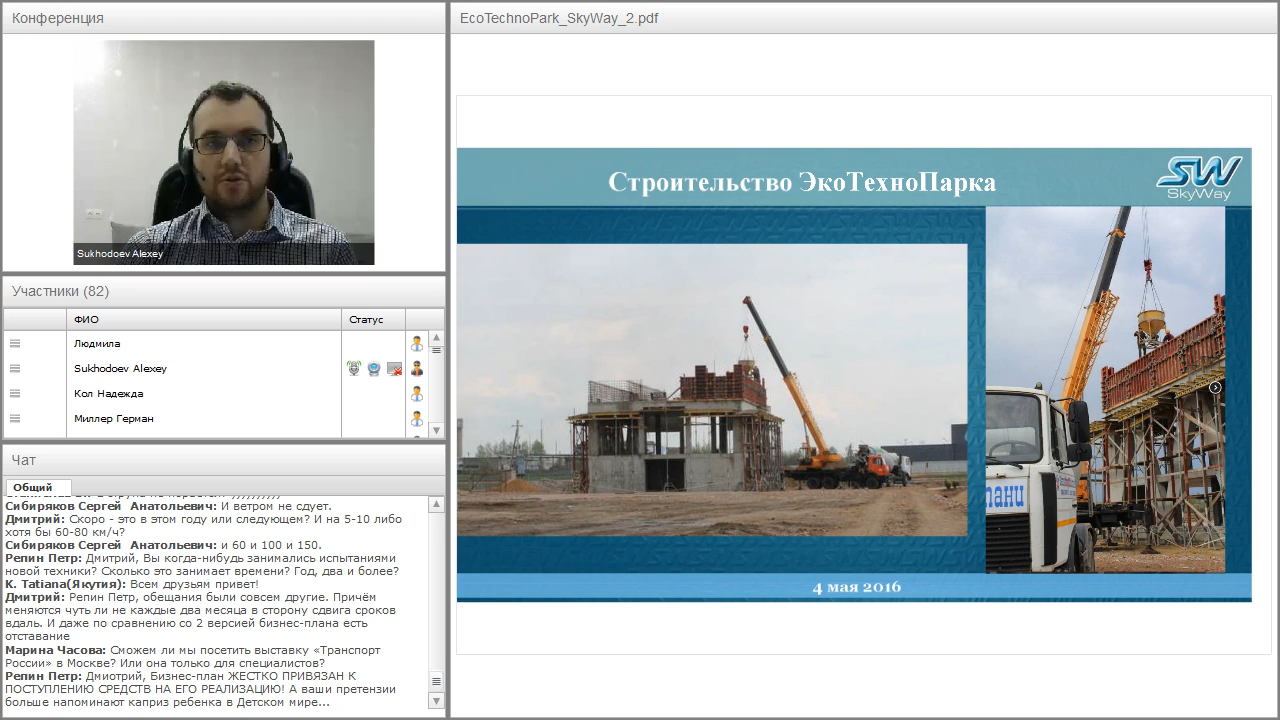 Конференция
Sukhodoev Alexey
Участники (82)
ФИО Статус
Людмила
Sukhodoev Alexey
Кол Надежда
Миллер Герман
Чат
Общий
Сибиряков Сергей Анатольевич: И ветром не сдует.
Дмитрий: Скоро - это в этом году или следующем? И на 5-10 либо
хотя бы 60-80 км/ч?
Сибиряков Сергей Анатольевич: и 60 и 100 и 150.
Репин Петр: Дмитрий, Вы когда-нибудь занимались испытаниями
новой техники? Сколько это занимает времени? Год, два и более?
K. Tatiana(Якутия): Всем друзьям привет!
Дмитрий: Репин Петр, обещания были совсем другие. Причём
меняются чуть ли не каждые два месяца в сторону сдвига сроков
вдаль. И даже по сравнению со 2 версией бизнес-плана есть
отставание
Марина Часова: Сможем ли мы посетить выставку «Транспорт
России» в Москве? Или она только для специалистов?
Репин Петр: Дмиотрий, Бизнес-план ЖЕСТКО ПРИВЯЗАН К
ПОСТУПЛЕНИЮ СРЕДСТВ НА ЕГО РЕАЛИЗАЦИЮ! А ваши претензии
больше напоминают каприз ребенка в Детском мире...
EcoTechnoPark_SkyWay_2.pdf
Строительство ЭкоТехноПарка
SW
SkyWay
4 мая 2016